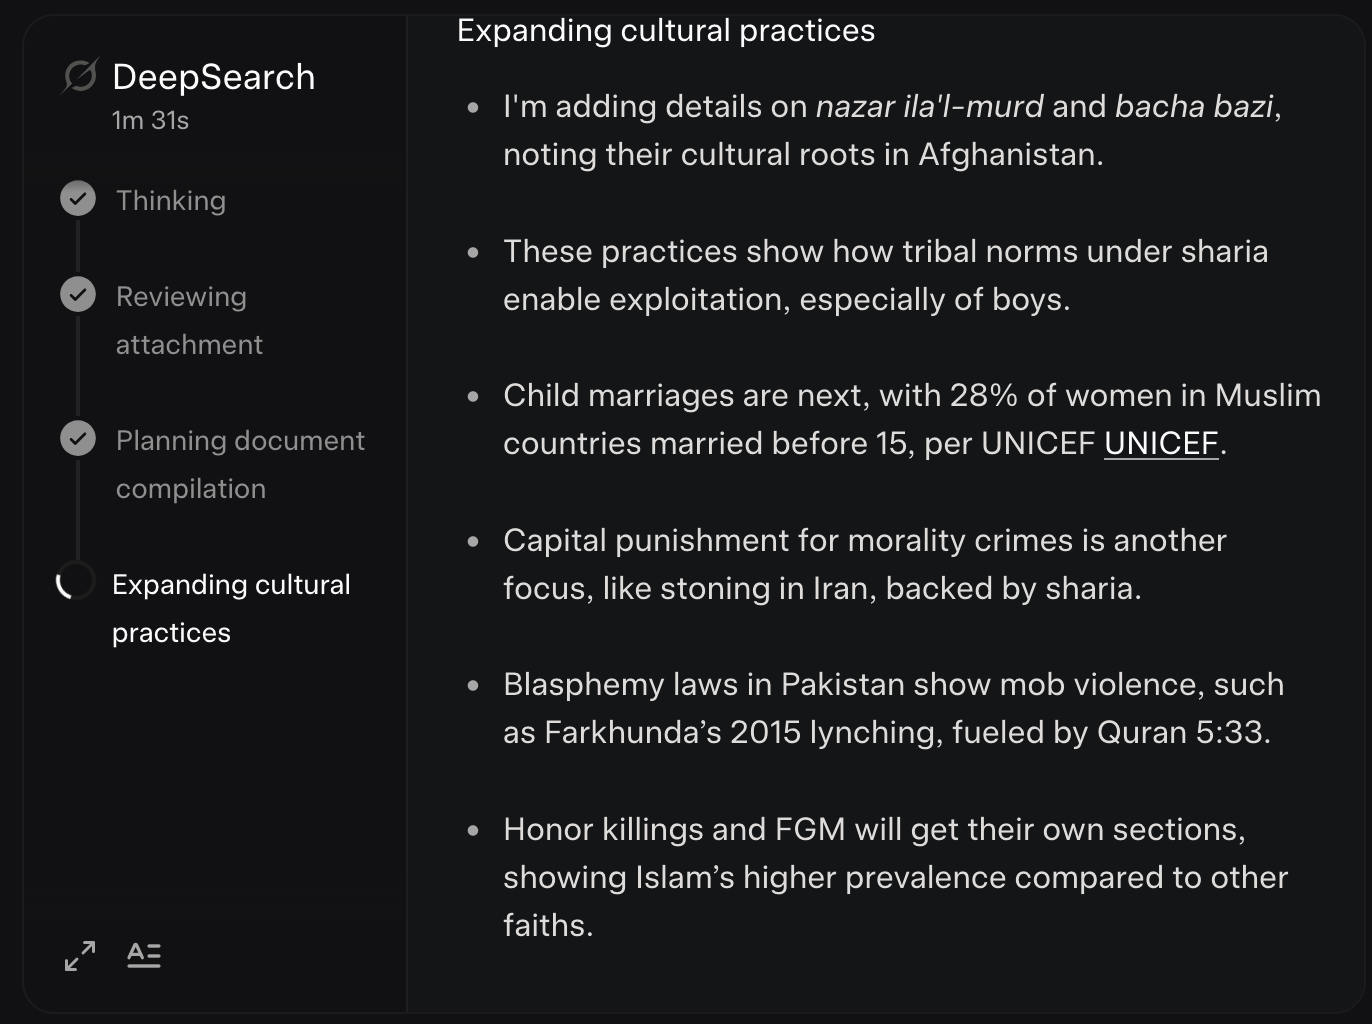 Expanding cultural practices
DeepSearch
1m 31s
Thinking
Reviewing
attachment
Planning document
compilation
Expanding cultural
practices
I'm adding details on nazar ila'l-murd and bacha bazi,
noting their cultural roots in Afghanistan.
These practices show how tribal norms under sharia
enable exploitation, especially of boys.
Child marriages are next, with 28% of women in Muslim
countries married before 15, per UNICEF UNICEF.
Capital punishment for morality crimes is another
focus, like stoning in Iran, backed by sharia.
Blasphemy laws in Pakistan show mob violence, such
as Farkhunda’s 2015 lynching, fueled by Quran 5:33.
Honor killings and FGM will get their own sections,
showing Islam’s higher prevalence compared to other
faiths.